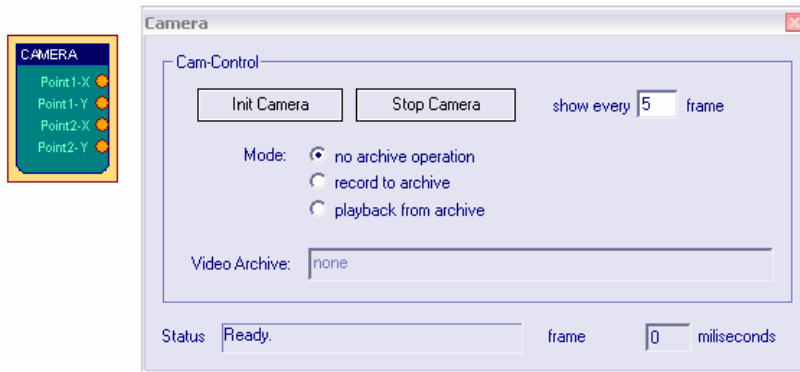 CAMERA
Point1-X
Point1-Y
Point2-X
Point2-Y
Camera
Cam-Control
Init Camera Stop Camera show every 5 frame
Mode: no archive operation
record to archive
playback from archive
Video Archive: none
Status Ready. frame 0 miliseconds